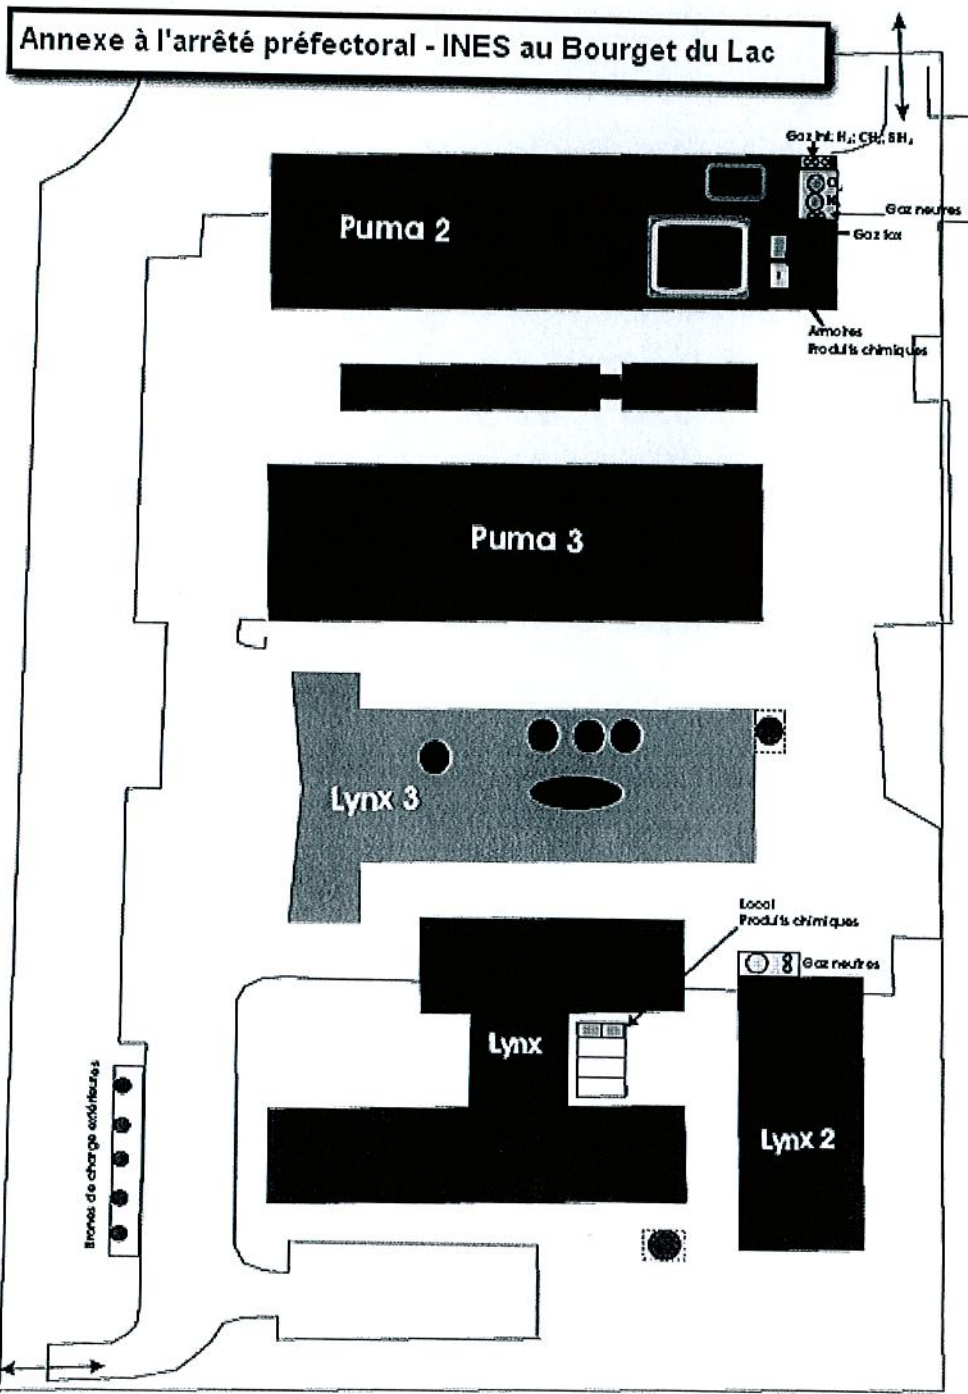 Annexe à l'arrêté préfectoral - INES au Bourget du Lac
Puma 2
Gaz neutres
Gaz tox
Armoires
Produits chimiques
Puma 3
Lynx 3
Local
Produits chimiques
Gaz neutres
Lynx
Lynx 2
de charge extérieures